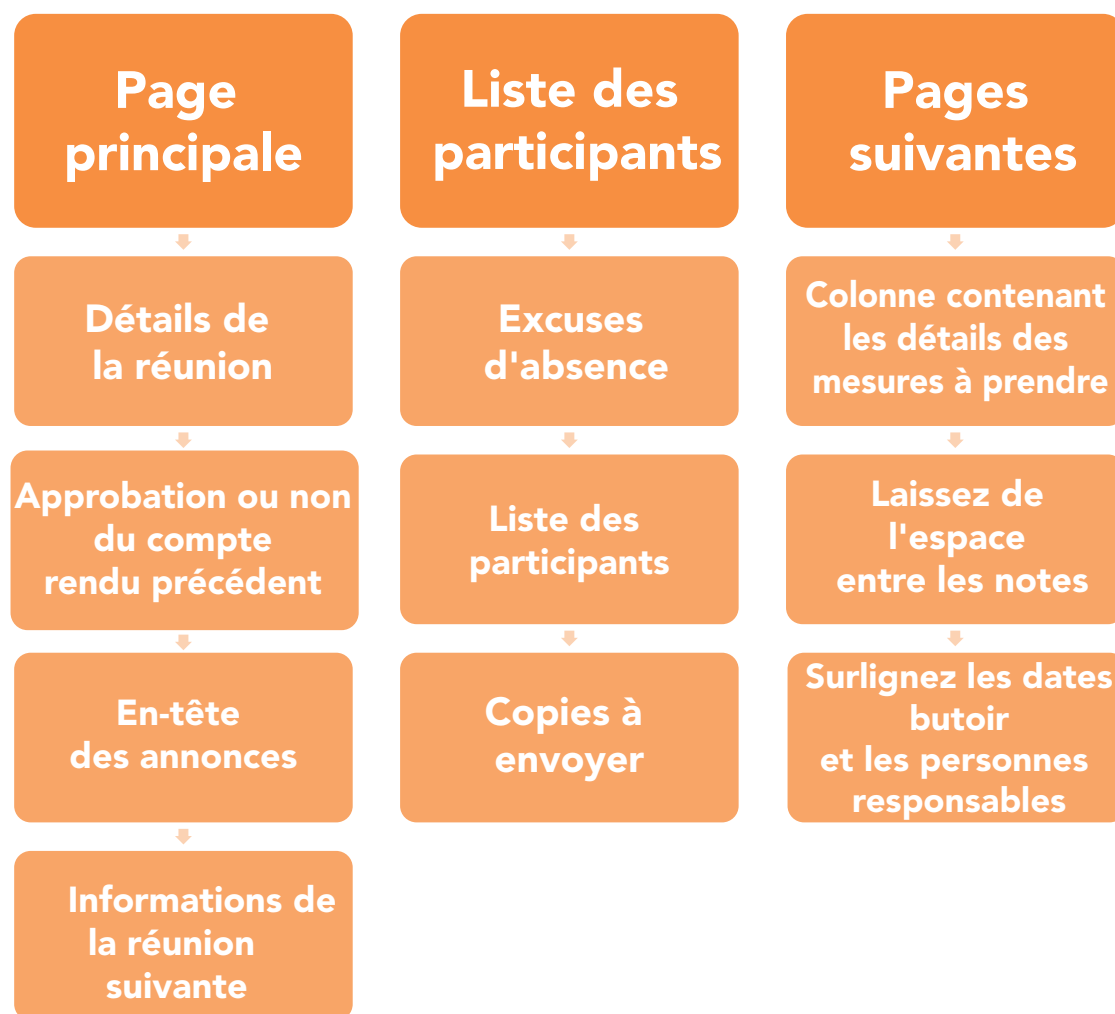 Page
principale
Détails de
la réunion
Approbation ou non
du compte
rendu précédent
En-tête
des annonces
Informations de
la réunion
suivante
Liste des
participants
Excuses
d'absence
Liste des
participants
Copies à
envoyer
Pages
suivantes
Colonne contenant
les détails des
mesures à prendre
Laissez de
l'espace
entre les notes
Surlignez les dates
butoir
et les personnes
responsables